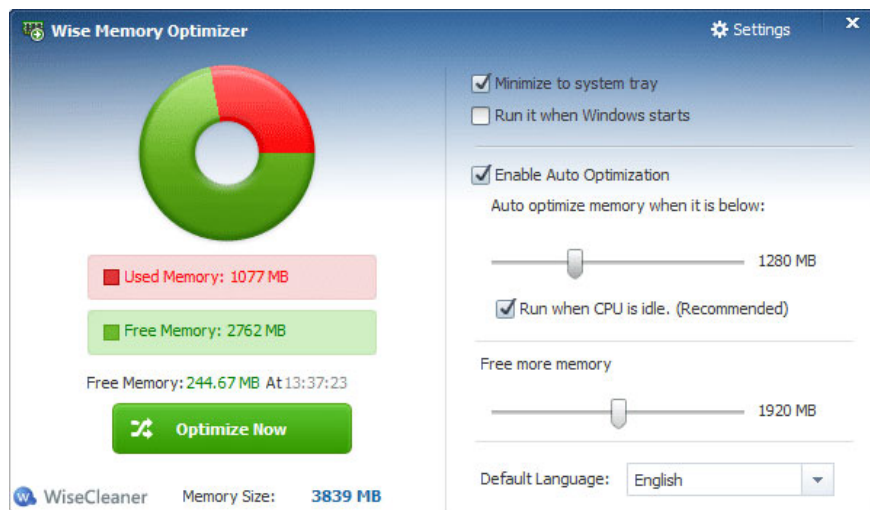 Wise Memory Optimizer
Settings
Minimize to system tray
Run it when Windows starts
Enable Auto Optimization
Auto optimize memory when it is below:
1280 MB
Run when CPU is idle. (Recommended)
Used Memory: 1077 MB
Free Memory: 2762 MB
Free Memory: 244.67 MB At 13:37:23
Optimize Now
Free more memory
1920 MB
Default Language: English
W WiseCleaner Memory Size: 3839 MB